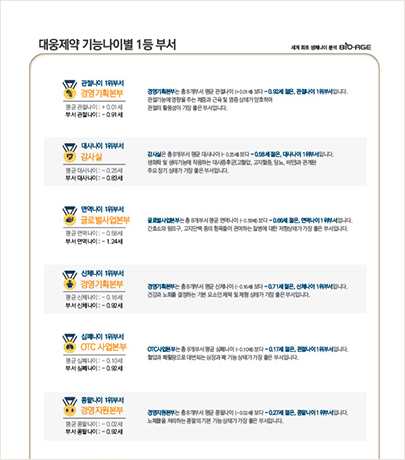 대웅제약 기능나이별 1등 부서
세계 최초 생체나이 분석 BIO-AGE
관절나이 1위부서
경영기획본부
평균 관절나이 : + 0.01세
부서 관절나이 : - 0.91세
경영기획본부는 총 8개부서 평균 관절나이 (+ 0.01세) 보다 - 0.92세 젊은, 관절나이 1위부서입니다.
관절기능에 영향을 주는 체중과 근육 및 염증 상태가 양호하며
관절의 활동성이 가장 좋은 부서입니다.
대사나이 1위부서
감사실
평균 대사나이 : - 0.25세
부서 대사나이 : - 0.83세
감사실은 총 8개부서 평균 대사나이 (- 0.25세) 보다 - 0.58세 젊은, 대사나이 1위부서입니다.
생화학 및 생리기능에 작용하는 대사증후군(고혈압, 고지혈증, 당뇨, 비만)과 관계된
주요 장기 상태가 가장 좋은 부서입니다.
면역나이 1위부서
글로벌사업본부
평균 면역나이 : - 0.58세
부서 면역나이 : - 1.24세
글로벌사업본부는 총 8개부서 평균 면역나이 (- 0.58세) 보다 - 0.66세 젊은, 면역나이 1위부서입니다.
간효소와 림프구, 고지단백 등의 항목들이 관여하는 질병에 대한 저항상태가 가장 좋은 부서입니다.
신체나이 1위부서
경영기획본부
평균 신체나이 : - 0.16세
부서 신체나이 : - 0.92세
경영기획본부는 총 8개부서 평균 신체나이 (- 0.16세) 보다 - 0.71세 젊은, 신체나이 1위부서입니다.
건강과 노화를 결정하는 기본 요소인 체력 및 체형 상태가 가장 좋은 부서입니다.
심폐나이 1위부서
OTC 사업본부
평균 심폐나이 : - 0.10세
부서 심폐나이 : - 0.92세
OTC사업본부는 총 8개부서 평균 심폐나이 (- 0.10세) 보다 - 0.17세 젊은, 관절나이 1위부서입니다.
혈압과 폐활량으로 대변되는 심장과 폐 기능 상태가 가장 좋은 부서입니다.
콩팥나이 1위부서
경영지원본부
평균 콩팥나이 : - 0.02세
부서 콩팥나이 : - 0.92세
경영지원본부는 총 8개부서 평균 콩팥나이 (- 0.02세) 보다 - 0.27세 젊은, 콩팥나이 1위부서입니다.
노폐물을 처리하는 콩팥의 기본 기능 상태가 가장 좋은 부서입니다.